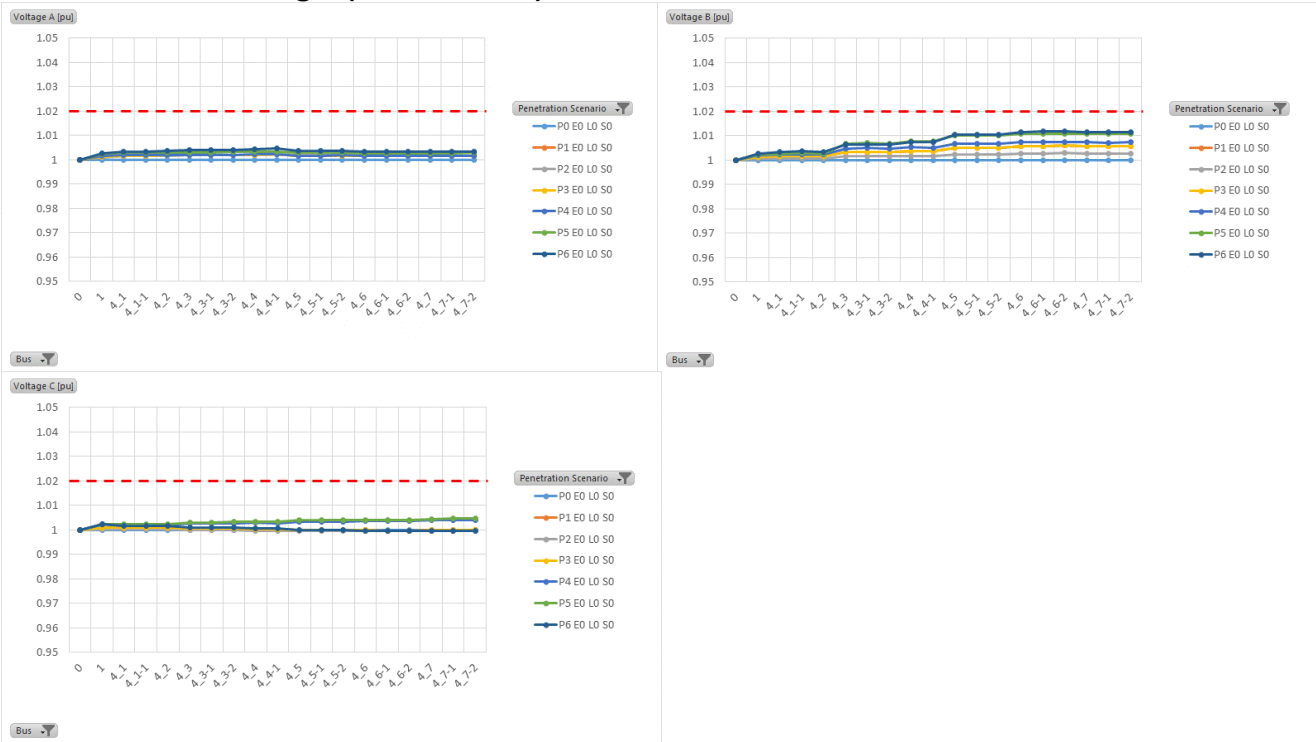 Voltage A [pu]
1.05
1.04
1.03
1.02
1.01
1
0.99
0.98
0.97
0.96
0.95
0 1 4_1 4_1-1 4_2 4_3 4_3-1 4_3-2 4_4 4_4-1 4_5 4_5-1 4_5-2 4_6 4_6-1 4_6-2 4_7 4_7-1 4_7-2
Penetration Scenario
P0 E0 L0 S0
P1 E0 L0 S0
P2 E0 L0 S0
P3 E0 L0 S0
P4 E0 L0 S0
P5 E0 L0 S0
P6 E0 L0 S0
Bus
Voltage B [pu]
1.05
1.04
1.03
1.02
1.01
1
0.99
0.98
0.97
0.96
0.95
0 1 4_1 4_1-1 4_2 4_3 4_3-1 4_3-2 4_4 4_4-1 4_5 4_5-1 4_5-2 4_6 4_6-1 4_6-2 4_7 4_7-1 4_7-2
Penetration Scenario
P0 E0 L0 S0
P1 E0 L0 S0
P2 E0 L0 S0
P3 E0 L0 S0
P4 E0 L0 S0
P5 E0 L0 S0
P6 E0 L0 S0
Bus
Voltage C [pu]
1.05
1.04
1.03
1.02
1.01
1
0.99
0.98
0.97
0.96
0.95
0 1 4_1 4_1-1 4_2 4_3 4_3-1 4_3-2 4_4 4_4-1 4_5 4_5-1 4_5-2 4_6 4_6-1 4_6-2 4_7 4_7-1 4_7-2
Penetration Scenario
P0 E0 L0 S0
P1 E0 L0 S0
P2 E0 L0 S0
P3 E0 L0 S0
P4 E0 L0 S0
P5 E0 L0 S0
P6 E0 L0 S0
Bus